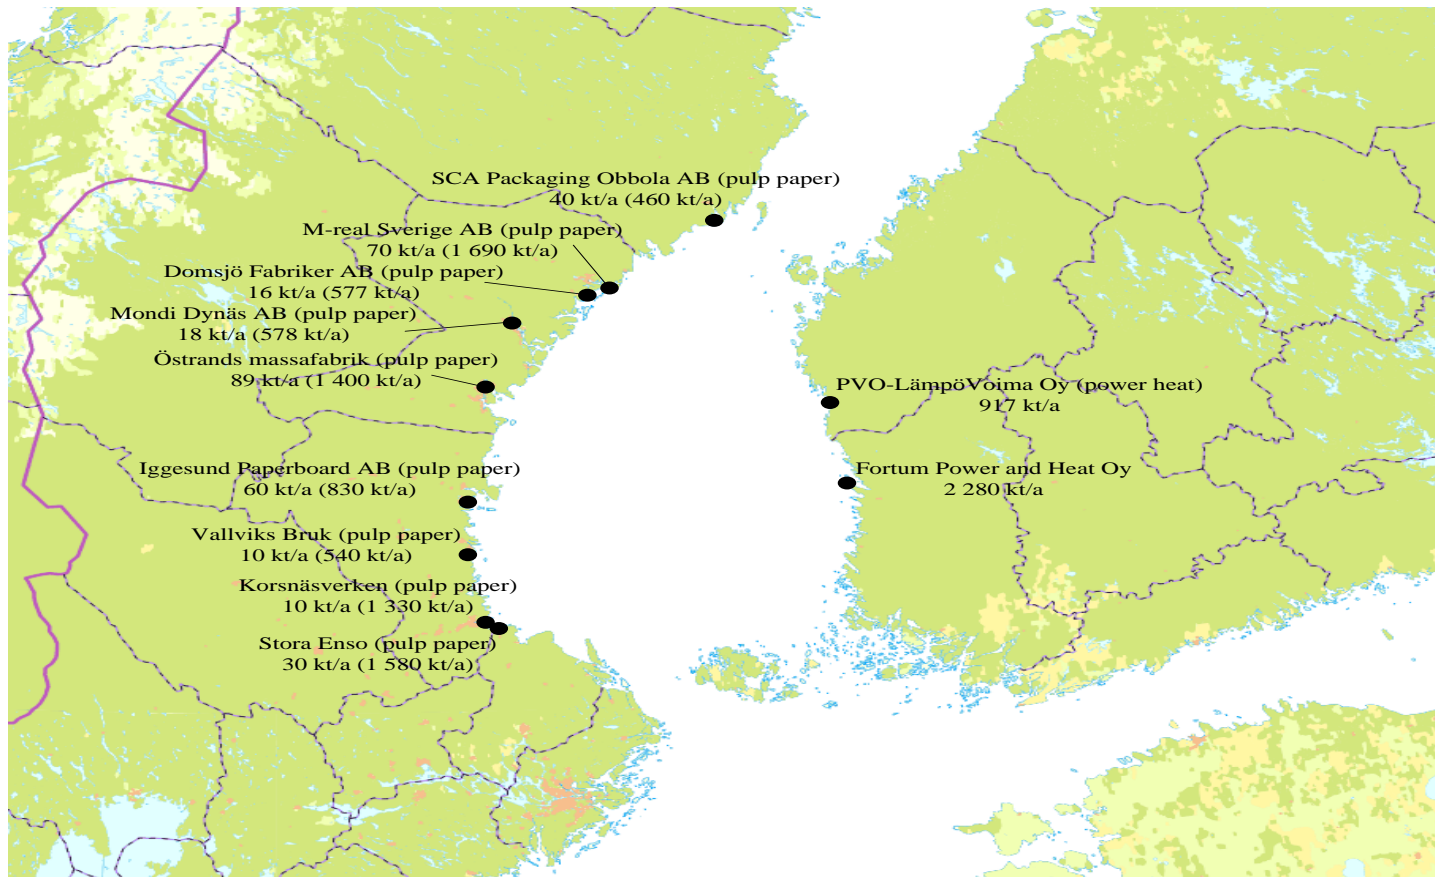 SCA Packaging Obbola AB (pulp paper)
40 kt/a (460 kt/a)
M-real Sverige AB (pulp paper)
70 kt/a (1 690 kt/a)
Domsjö Fabriker AB (pulp paper)
16 kt/a (577 kt/a)
Mondi Dynäs AB (pulp paper)
18 kt/a (578 kt/a)
Östrands massafabrik (pulp paper)
89 kt/a (1 400 kt/a)
PVO-LämpöVoima Oy (power heat)
917 kt/a
Iggesund Paperboard AB (pulp paper)
60 kt/a (830 kt/a)
Fortum Power and Heat Oy
2 280 kt/a
Vallviks Bruk (pulp paper)
10 kt/a (540 kt/a)
Korsnäsverken (pulp paper)
10 kt/a (1 330 kt/a)
Stora Enso (pulp paper)
30 kt/a (1 580 kt/a)